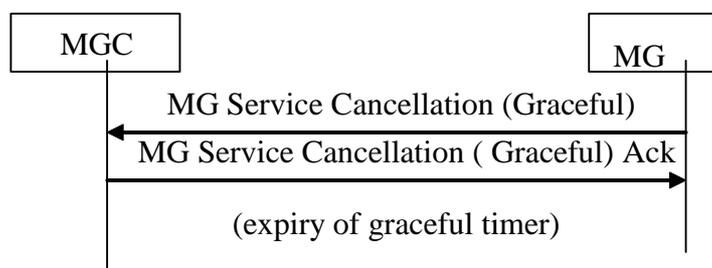 MGC
MG
MG Service Cancellation (Graceful)
MG Service Cancellation ( Graceful) Ack
(expiry of graceful timer)